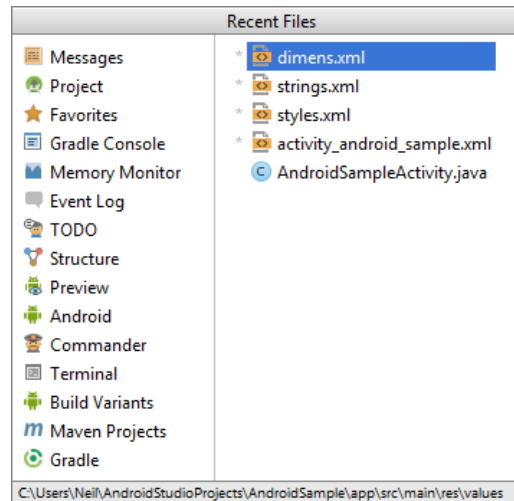 Recent Files
Messages
Project
Favorites
Gradle Console
Memory Monitor
Event Log
TODO
Structure
Preview
Android
Commander
Terminal
Build Variants
Maven Projects
Gradle
* dimens.xml
* strings.xml
* styles.xml
* activity_android_sample.xml
AndroidSampleActivity.java
C:\Users\Neil\AndroidStudioProjects\AndroidSample\app\src\main\res\values